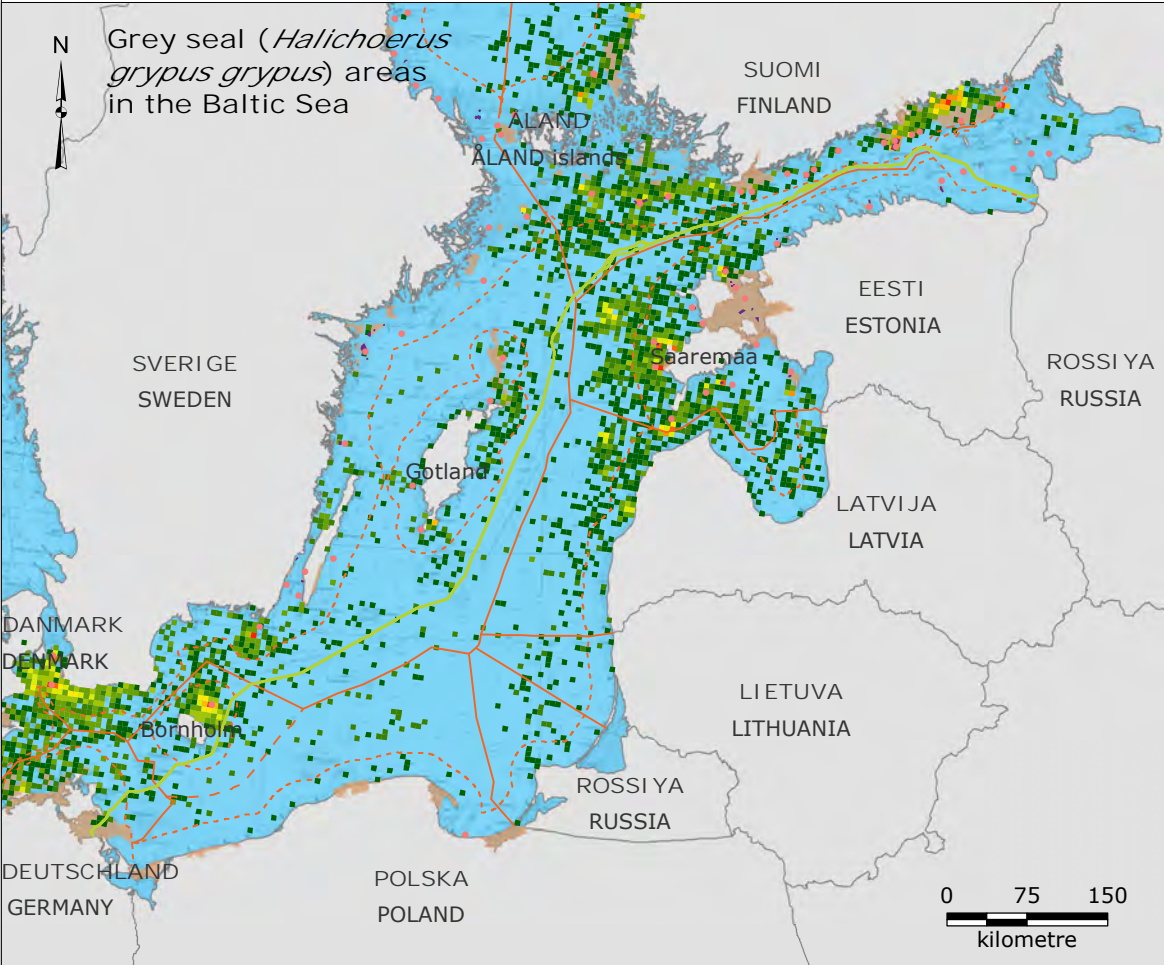 N
Grey seal (Halichoerus
grypus grypus) areas
in the Baltic Sea
SUOMI
FINLAND
ÅLAND
ÅLAND islands
EESTI
ESTONIA
Saaremaa
SVERIGE
SWEDEN
ROSSIYA
RUSSIA
Gotland
LATVIJA
LATVIA
DANMARK
DENMARK
LIETUVA
LITHUANIA
Bornholm
ROSSIYA
RUSSIA
DEUTSCHLAND
GERMANY
POLSKA
POLAND
0 75 150
kilometre